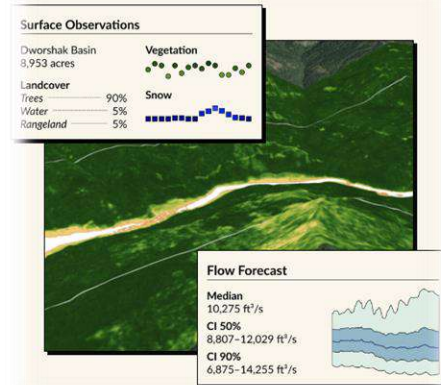 Surface Observations
Dworshak Basin
8,953 acres
Landcover
Trees 90%
Water 5%
Rangeland 5%
Vegetation
Snow
Flow Forecast
Median
10,275 ft³/s
CI 50%
8,807–12,029 ft³/s
CI 90%
6,875–14,255 ft³/s